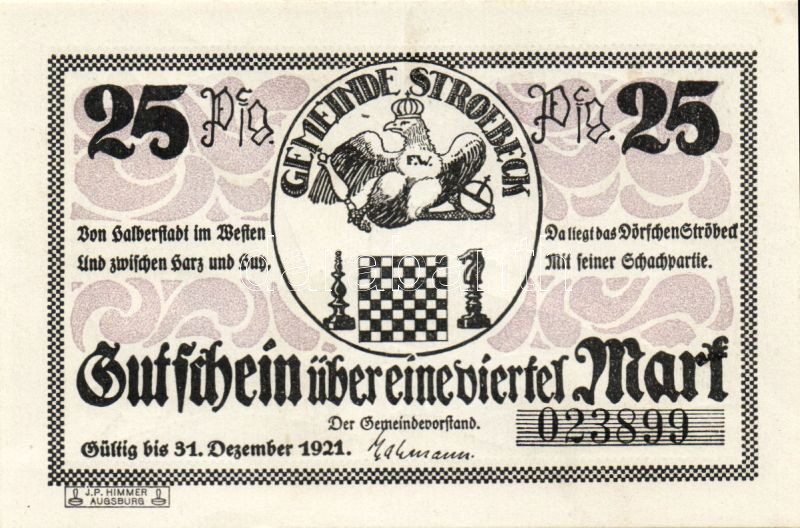 25 Pfg.
GEMEINDE STROEBECK
Pfg. 25
F.W.
Von Halberstadt im Westen
Und zwischen Harz und Huy,
Da liegt das Dörfchen Ströbeck
Mit seiner Schachpartie.
Gutschein über eine viertel Mark
Der Gemeindevorstand.
023899
Gültig bis 31. Dezember 1921.
J.P. HIMMER
AUGSBURG